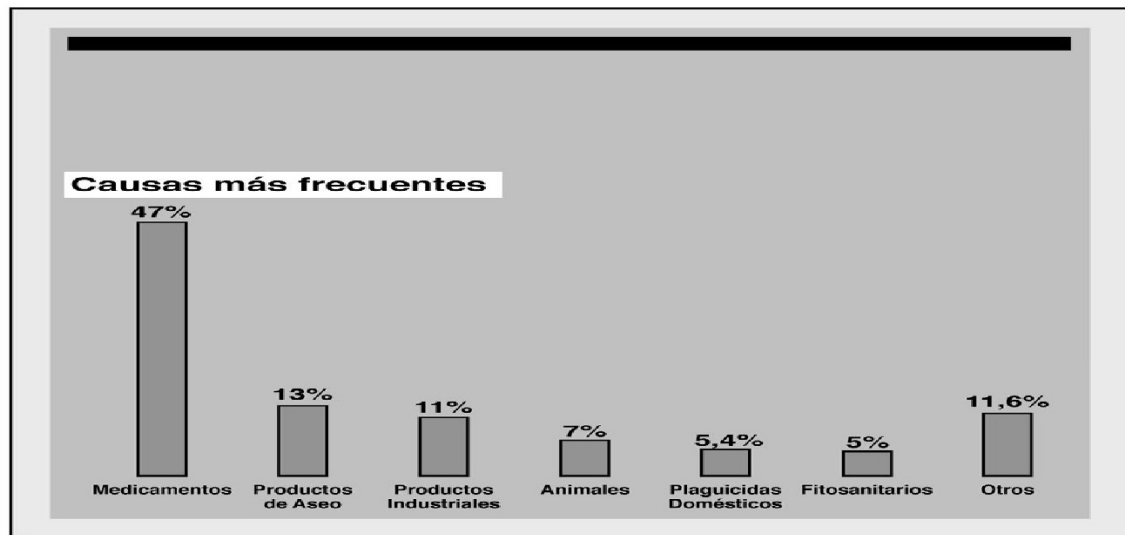 Causas más frecuentes
47%
13%
11%
7%
5,4%
5%
11,6%
Medicamentos
Productos
de Aseo
Productos
Industriales
Animales
Plaguicidas
Domésticos
Fitosanitarios
Otros